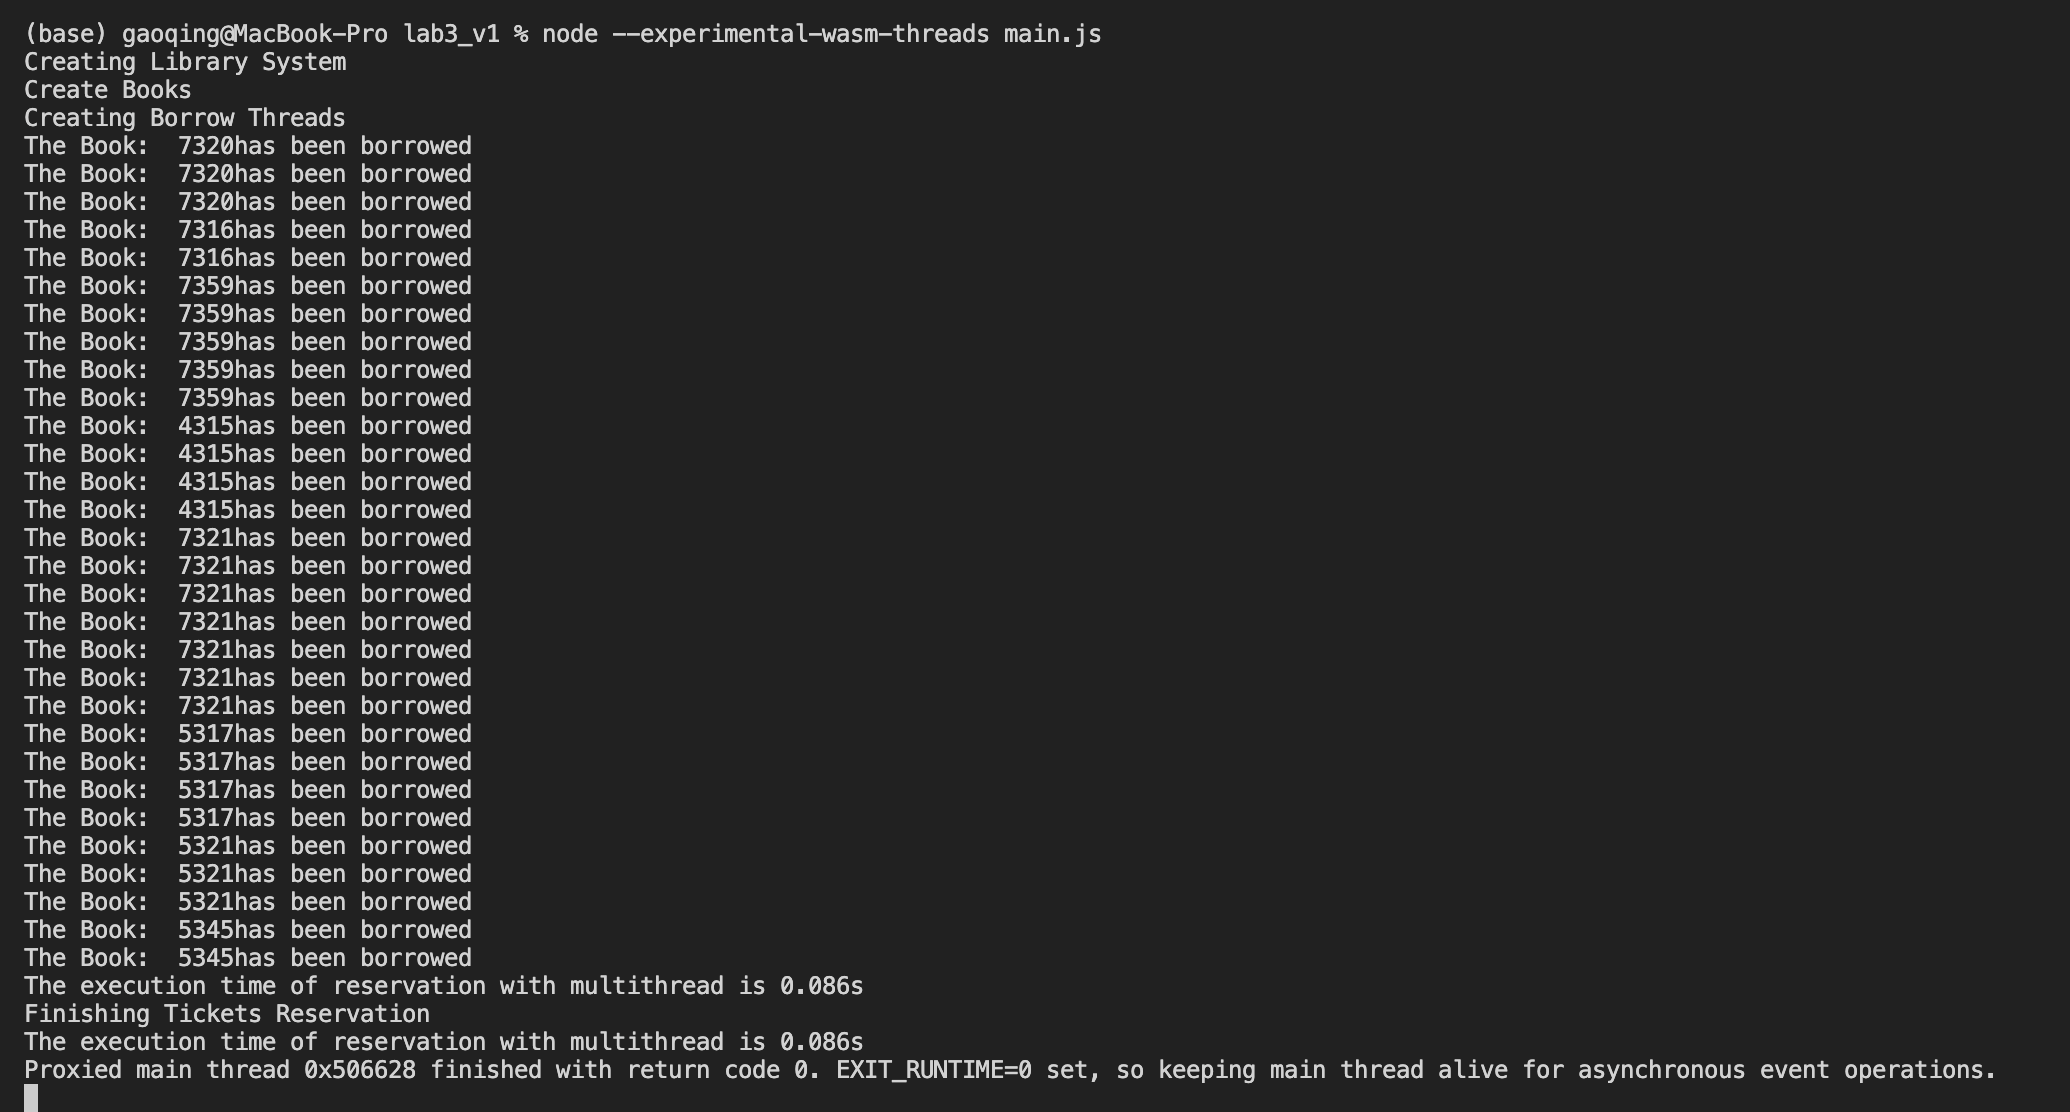 (base) gaoqing@MacBook-Pro lab3_v1 % node --experimental-wasm-threads main.js
Creating Library System
Create Books
Creating Borrow Threads
The Book:  7320has been borrowed
The Book:  7320has been borrowed
The Book:  7320has been borrowed
The Book:  7316has been borrowed
The Book:  7316has been borrowed
The Book:  7359has been borrowed
The Book:  7359has been borrowed
The Book:  7359has been borrowed
The Book:  7359has been borrowed
The Book:  7359has been borrowed
The Book:  4315has been borrowed
The Book:  4315has been borrowed
The Book:  4315has been borrowed
The Book:  4315has been borrowed
The Book:  7321has been borrowed
The Book:  7321has been borrowed
The Book:  7321has been borrowed
The Book:  7321has been borrowed
The Book:  7321has been borrowed
The Book:  7321has been borrowed
The Book:  7321has been borrowed
The Book:  5317has been borrowed
The Book:  5317has been borrowed
The Book:  5317has been borrowed
The Book:  5317has been borrowed
The Book:  5321has been borrowed
The Book:  5321has been borrowed
The Book:  5321has been borrowed
The Book:  5345has been borrowed
The Book:  5345has been borrowed
The execution time of reservation with multithread is 0.086s
Finishing Tickets Reservation
The execution time of reservation with multithread is 0.086s
Proxied main thread 0x506628 finished with return code 0. EXIT_RUNTIME=0 set, so keeping main thread alive for asynchronous event operations.